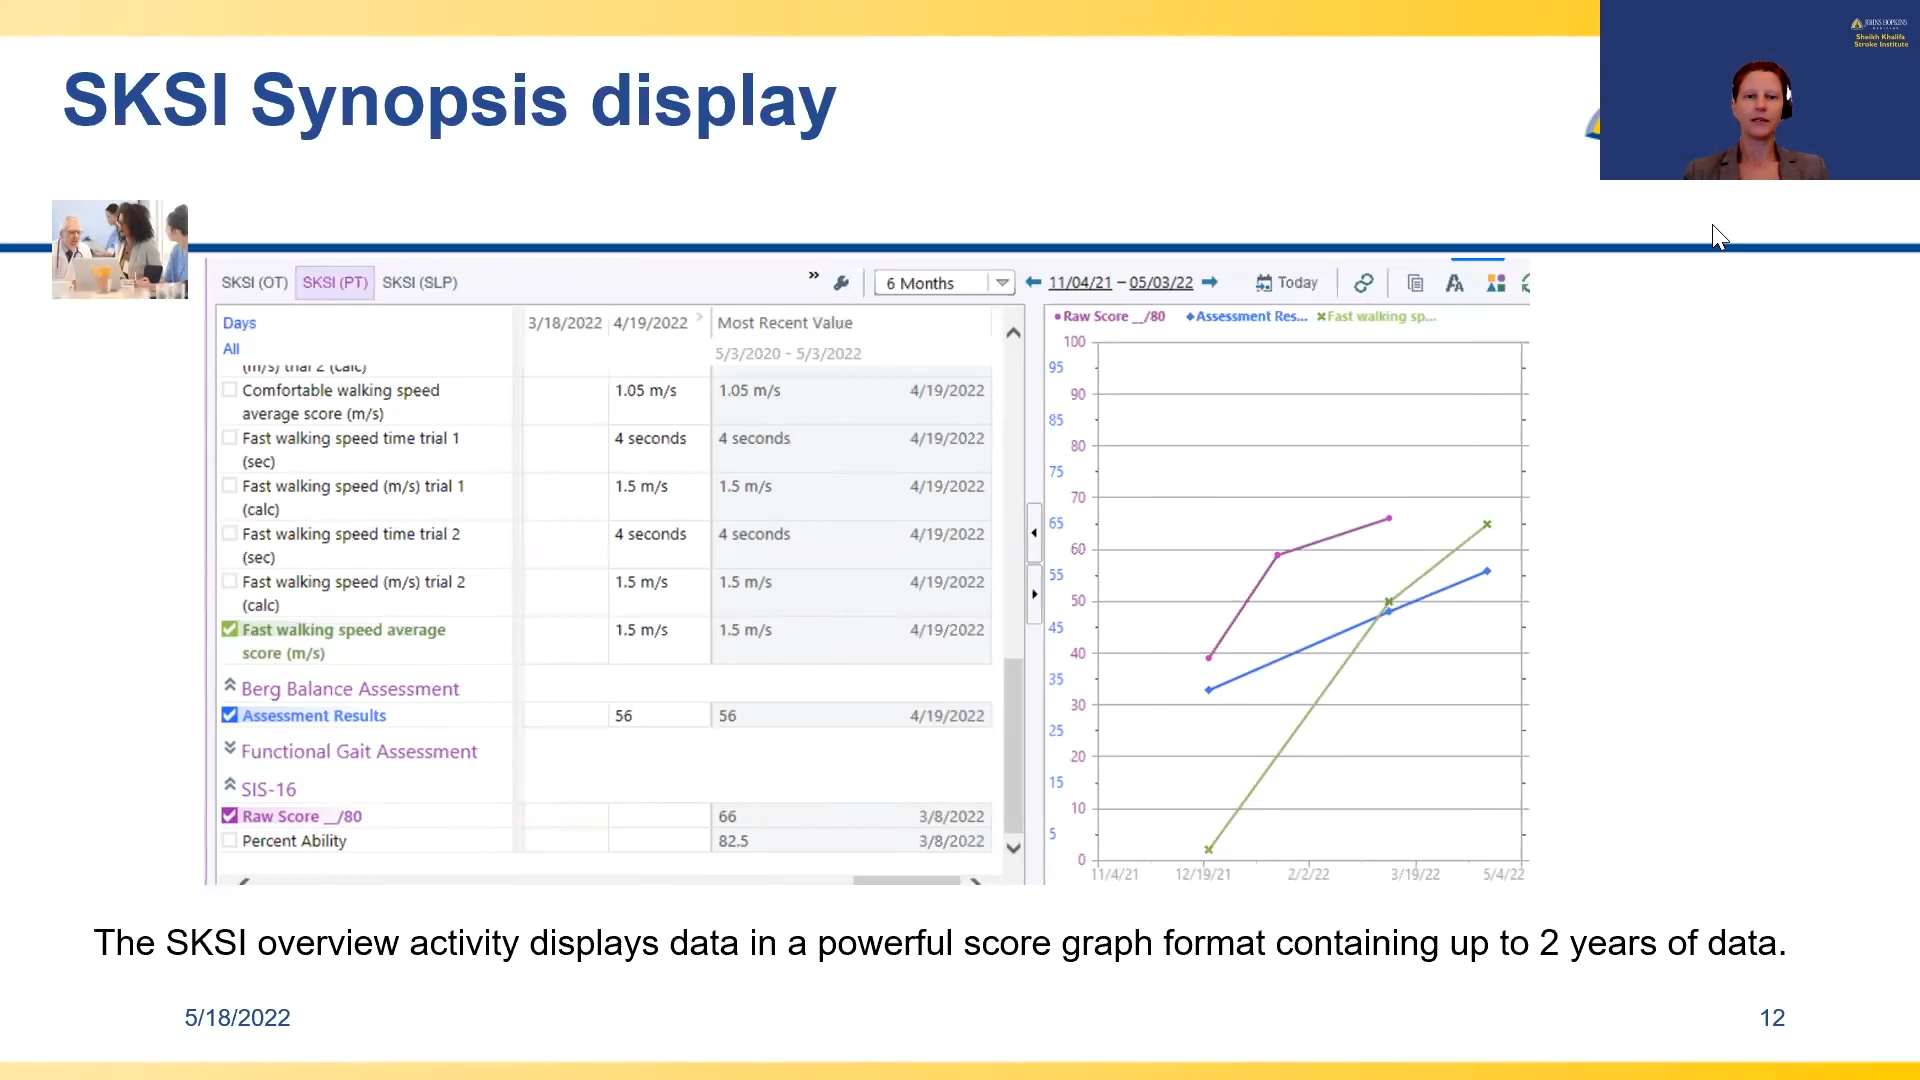 SKSI Synopsis display
JOHNS HOPKINS
MEDICINE
Sheikh Khalifa
Stroke Institute
SKSI (OT) SKSI (PT) SKSI (SLP)
6 Months
11/04/21 – 05/03/22
Today
Days
All
3/18/2022 4/19/2022 Most Recent Value
5/3/2020 - 5/3/2022
(m/s) trial 2 (calc)
Comfortable walking speed 1.05 m/s 1.05 m/s 4/19/2022
average score (m/s)
Fast walking speed time trial 1 4 seconds 4 seconds 4/19/2022
(sec)
Fast walking speed (m/s) trial 1 1.5 m/s 1.5 m/s 4/19/2022
(calc)
Fast walking speed time trial 2 4 seconds 4 seconds 4/19/2022
(sec)
Fast walking speed (m/s) trial 2 1.5 m/s 1.5 m/s 4/19/2022
(calc)
Fast walking speed average 1.5 m/s 1.5 m/s 4/19/2022
score (m/s)
Berg Balance Assessment
Assessment Results 56 56 4/19/2022
Functional Gait Assessment
SIS-16
Raw Score __/80 66 3/8/2022
Percent Ability 82.5 3/8/2022
Raw Score __/80 Assessment Res... Fast walking sp...
100
95
90
85
80
75
70
65
60
55
50
45
40
35
30
25
20
15
10
5
0
11/4/21 12/19/21 2/2/22 3/19/22 5/4/22
The SKSI overview activity displays data in a powerful score graph format containing up to 2 years of data.
5/18/2022
12